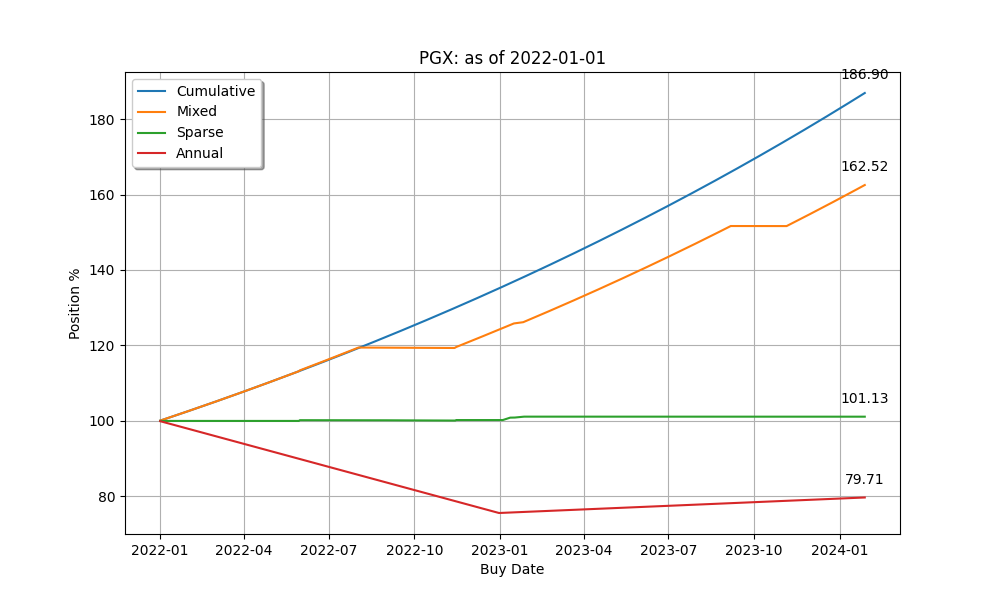 PGX: as of 2022-01-01
186.90
Cumulative
Mixed
Sparse
Annual
180
162.52
160
140
120
101.13
100
79.71
80
Position %
2022-01 2022-04 2022-07 2022-10 2023-01 2023-04 2023-07 2023-10 2024-01
Buy Date